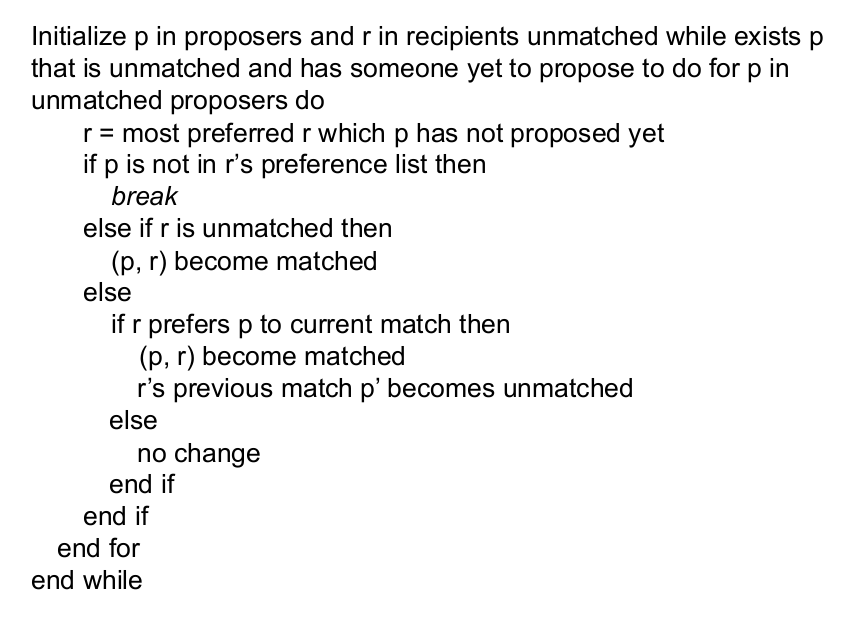 Initialize p in proposers and r in recipients unmatched while exists p
that is unmatched and has someone yet to propose to do for p in
unmatched proposers do
r = most preferred r which p has not proposed yet
if p is not in r’s preference list then
break
else if r is unmatched then
(p, r) become matched
else
if r prefers p to current match then
(p, r) become matched
r’s previous match p’ becomes unmatched
else
no change
end if
end if
end for
end while